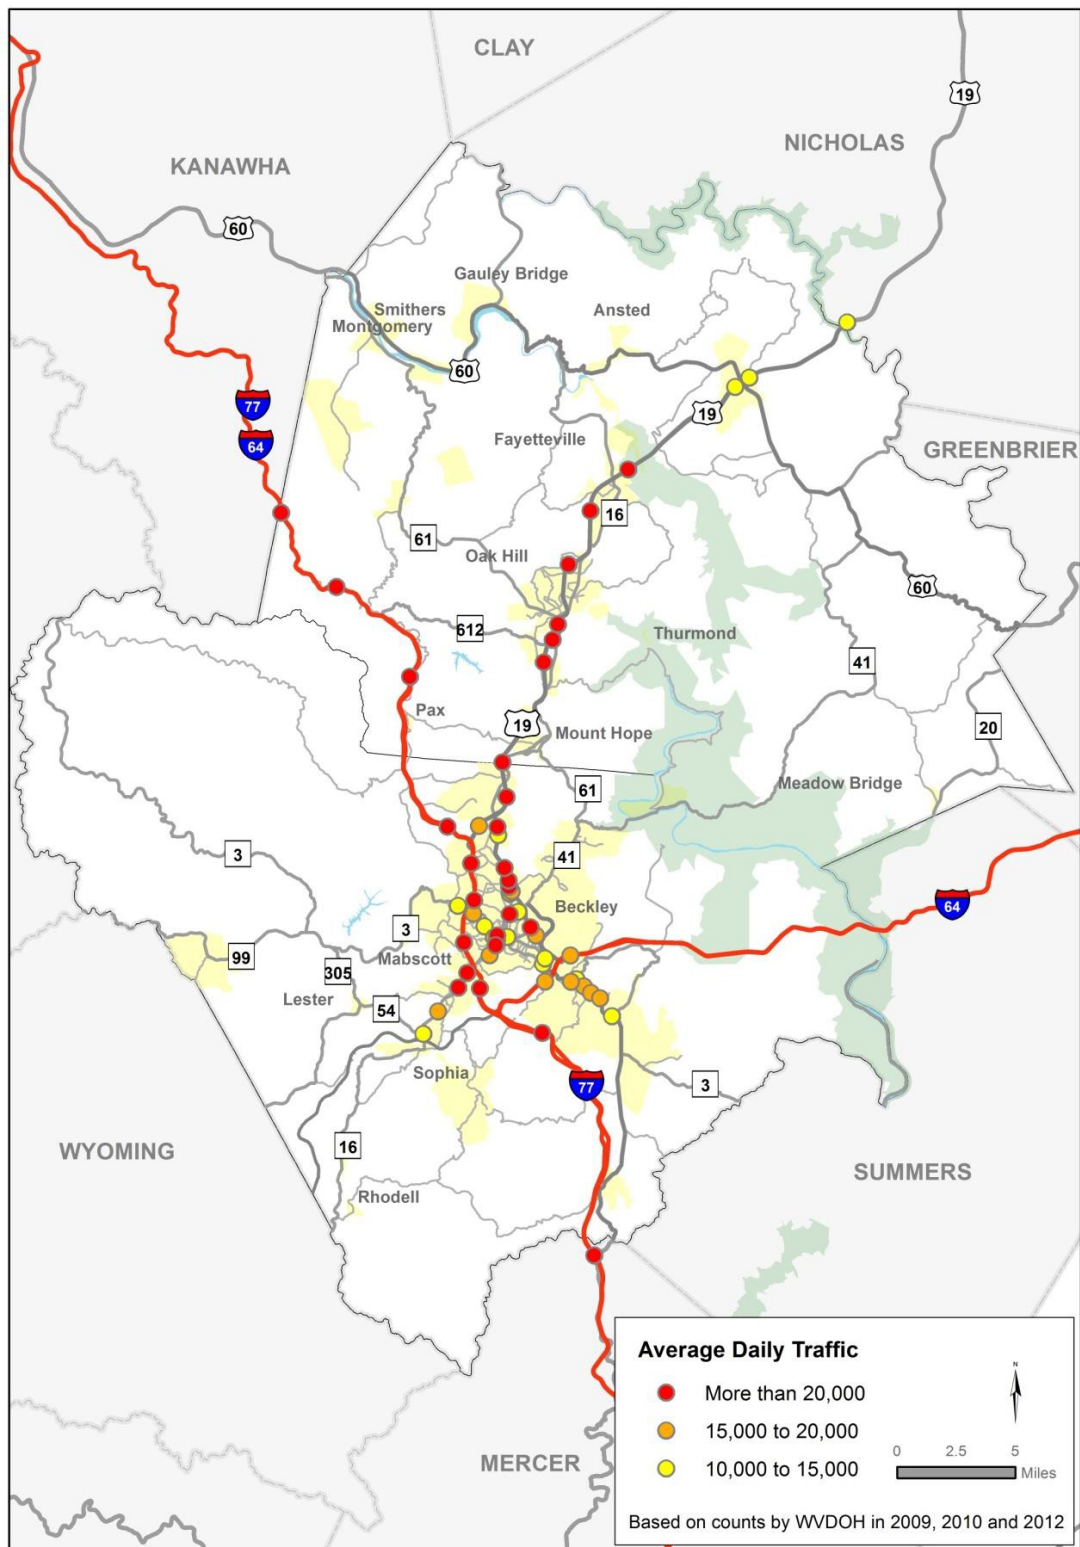 CLAY
19
NICHOLAS
KANAWHA
60
Gauley Bridge
Smithers
Ansted
Montgomery
60
77
19
64
Fayetteville
GREENBRIER
16
61
Oak Hill
60
612
Thurmond
41
Pax
19
20
Mount Hope
Meadow Bridge
61
3
41
64
Beckley
3
99
Mabscott
305
Lester
54
Sophia
77
3
WYOMING
16
SUMMERS
Rhodell
Average Daily Traffic
N
More than 20,000
15,000 to 20,000
0 2.5 5
10,000 to 15,000
Miles
MERCER
Based on counts by WVDOH in 2009, 2010 and 2012